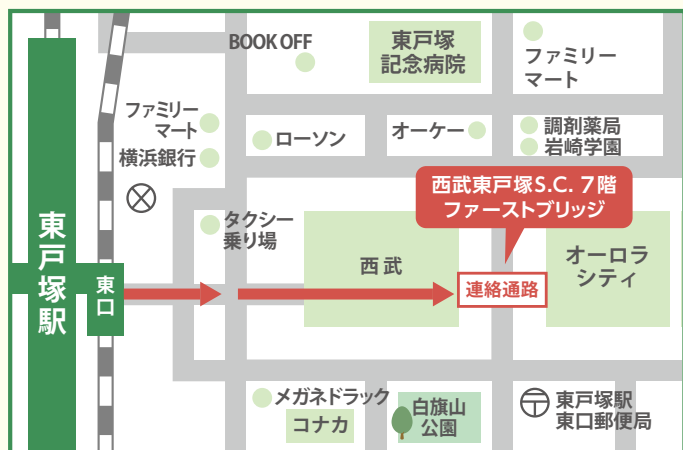 BOOK OFF
東戸塚
記念病院
ファミリー
マート
ファミリー
マート
横浜銀行
ローソン
オーケー
調剤薬局
岩崎学園
西武東戸塚S.C. 7階
ファーストブリッジ
タクシー
乗り場
東戸塚駅
東口
西武
連絡通路
オーロラ
シティ
メガネドラック
コナカ
白旗山
公園
東戸塚駅
東口郵便局